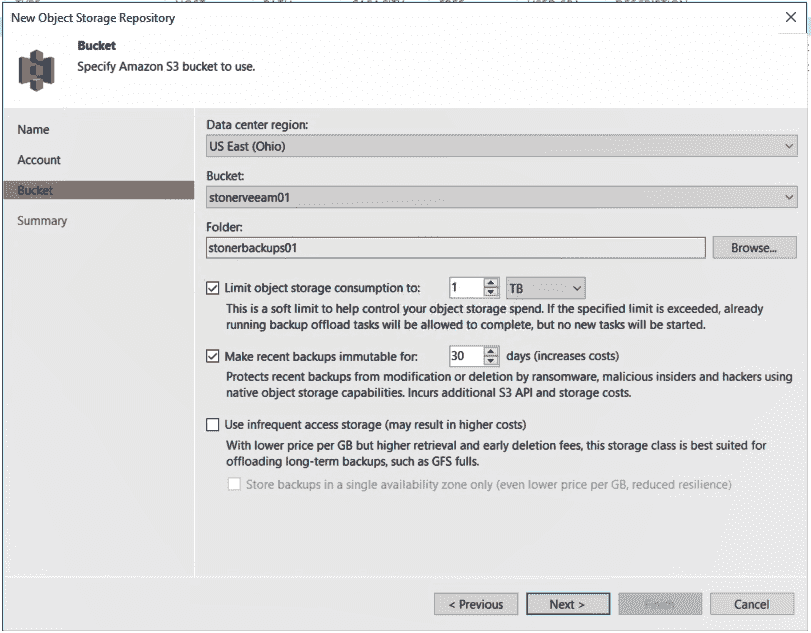 New Object Storage Repository
Bucket
Specify Amazon S3 bucket to use.
Name
Account
Bucket
Summary
Data center region:
US East (Ohio)
Bucket:
stonerveeam01
Folder:
stonerbackups01
Browse...
Limit object storage consumption to: 1 TB
This is a soft limit to help control your object storage spend. If the specified limit is exceeded, already
running backup offload tasks will be allowed to complete, but no new tasks will be started.
Make recent backups immutable for: 30 days (increases costs)
Protects recent backups from modification or deletion by ransomware, malicious insiders and hackers using
native object storage capabilities. Incurs additional S3 API and storage costs.
Use infrequent access storage (may result in higher costs)
With lower price per GB but higher retrieval and early deletion fees, this storage class is best suited for
offloading long-term backups, such as GFS fulls.
Store backups in a single availability zone only (even lower price per GB, reduced resilience)
< Previous
Next >
Finish
Cancel